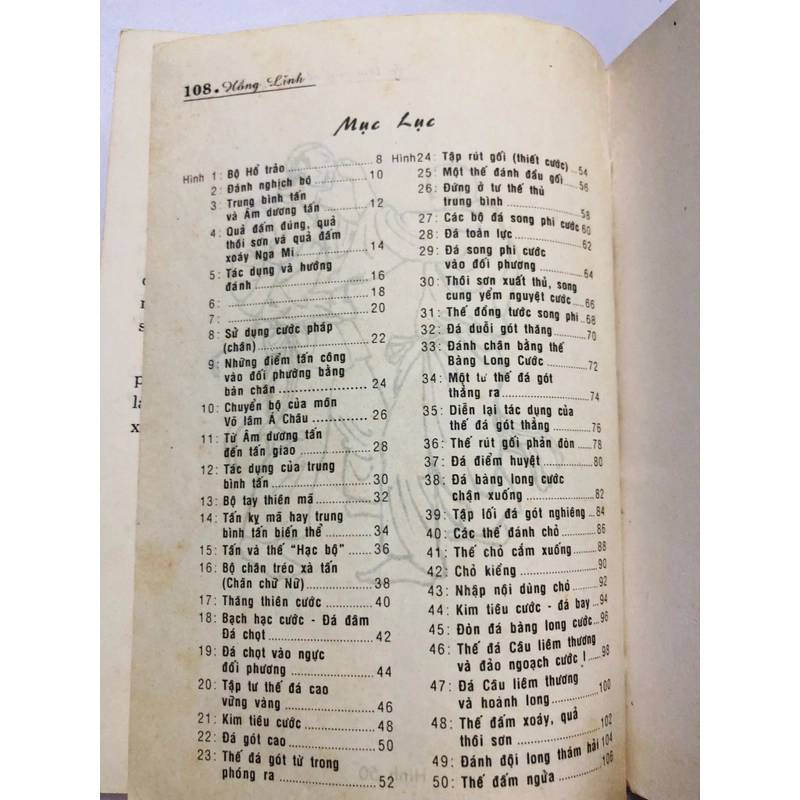 108. Hồng Lĩnh
Mục Lục
Hình 1: Bộ Hổ trảo 8
2: Đánh nghịch bó 10
3: Trung bình tấn
và Âm dương tấn 12
4: Quả đấm đúng, quả
thôi sơn và quả đấm
xoáy Nga Mi 14
5: Tác dụng và hướng
đánh 16
6: 18
7: 20
8: Sử dụng cước pháp
(chân) 22
9: Những điểm tấn công
vào đối phường bằng
bàn chân 24
10: Chuyển bộ của môn
Võ lâm Á Châu 26
11: Từ Âm dương tấn
đến tấn giao 28
12: Tác dụng của trung
bình tấn 30
13: Bộ tay thiên mã 32
14: Tấn kỵ mã hay trung
bình tấn biến thể 34
15: Tấn và thế "Hạc bộ" 36
16: Bộ chân tréo xà tấn
(Chân chữ Nữ) 38
17: Thăng thiên cước 40
18: Bạch hạc cước - Đá đâm
Đá chọt 42
19: Đá chọt vào ngực
đối phương 44
20: Tập tư thế đá cao
vững vàng 46
21: Kim tiêu cước 48
22: Đá gót cao 50
23: Thế đá gót từ trong
phóng ra 52
Hình 24: Tập rút gối (thiết cước) 54
25: Một thế đánh đầu gối 56
26: Đứng ở tư thế thủ
trung bình 58
27: Các bộ đá song phi cước 60
28: Đá toàn lực 62
29: Đá song phi cước
vào đối phương 64
30: Thôi sơn xuất thủ, song
cung yểm nguyệt cước 66
31: Thế đồng tước song phi 68
32: Đá duỗi gót thẳng 70
33: Đánh chân bằng thế
Bàng Long Cước 72
34: Một tư thế đá gót
thẳng ra 74
35: Diễn lại tác dụng của
thế đá gót thẳng 76
36: Thế rút gối phản đòn 78
37: Đá điểm huyệt 80
38: Đá bàng long cước
chận xuống 82
39: Tập lối đá gót nghiêng 84
40: Các thế đánh chỏ 86
41: Thế chỏ cắm xuống 88
42: Chỏ kiểng 90
43: Nhập nội dùng chỏ 92
44: Kim tiêu cước - đá bay 94
45: Đòn đá bàng long cước 96
46: Thế đá Câu liêm thương
và đảo ngoạch cước I 98
47: Đá Câu liêm thương
và hoành long 100
48: Thế đấm xoáy, quả
thôi sơn 102
49: Đánh đội long thám hải 104
50: Thế đấm ngửa 106